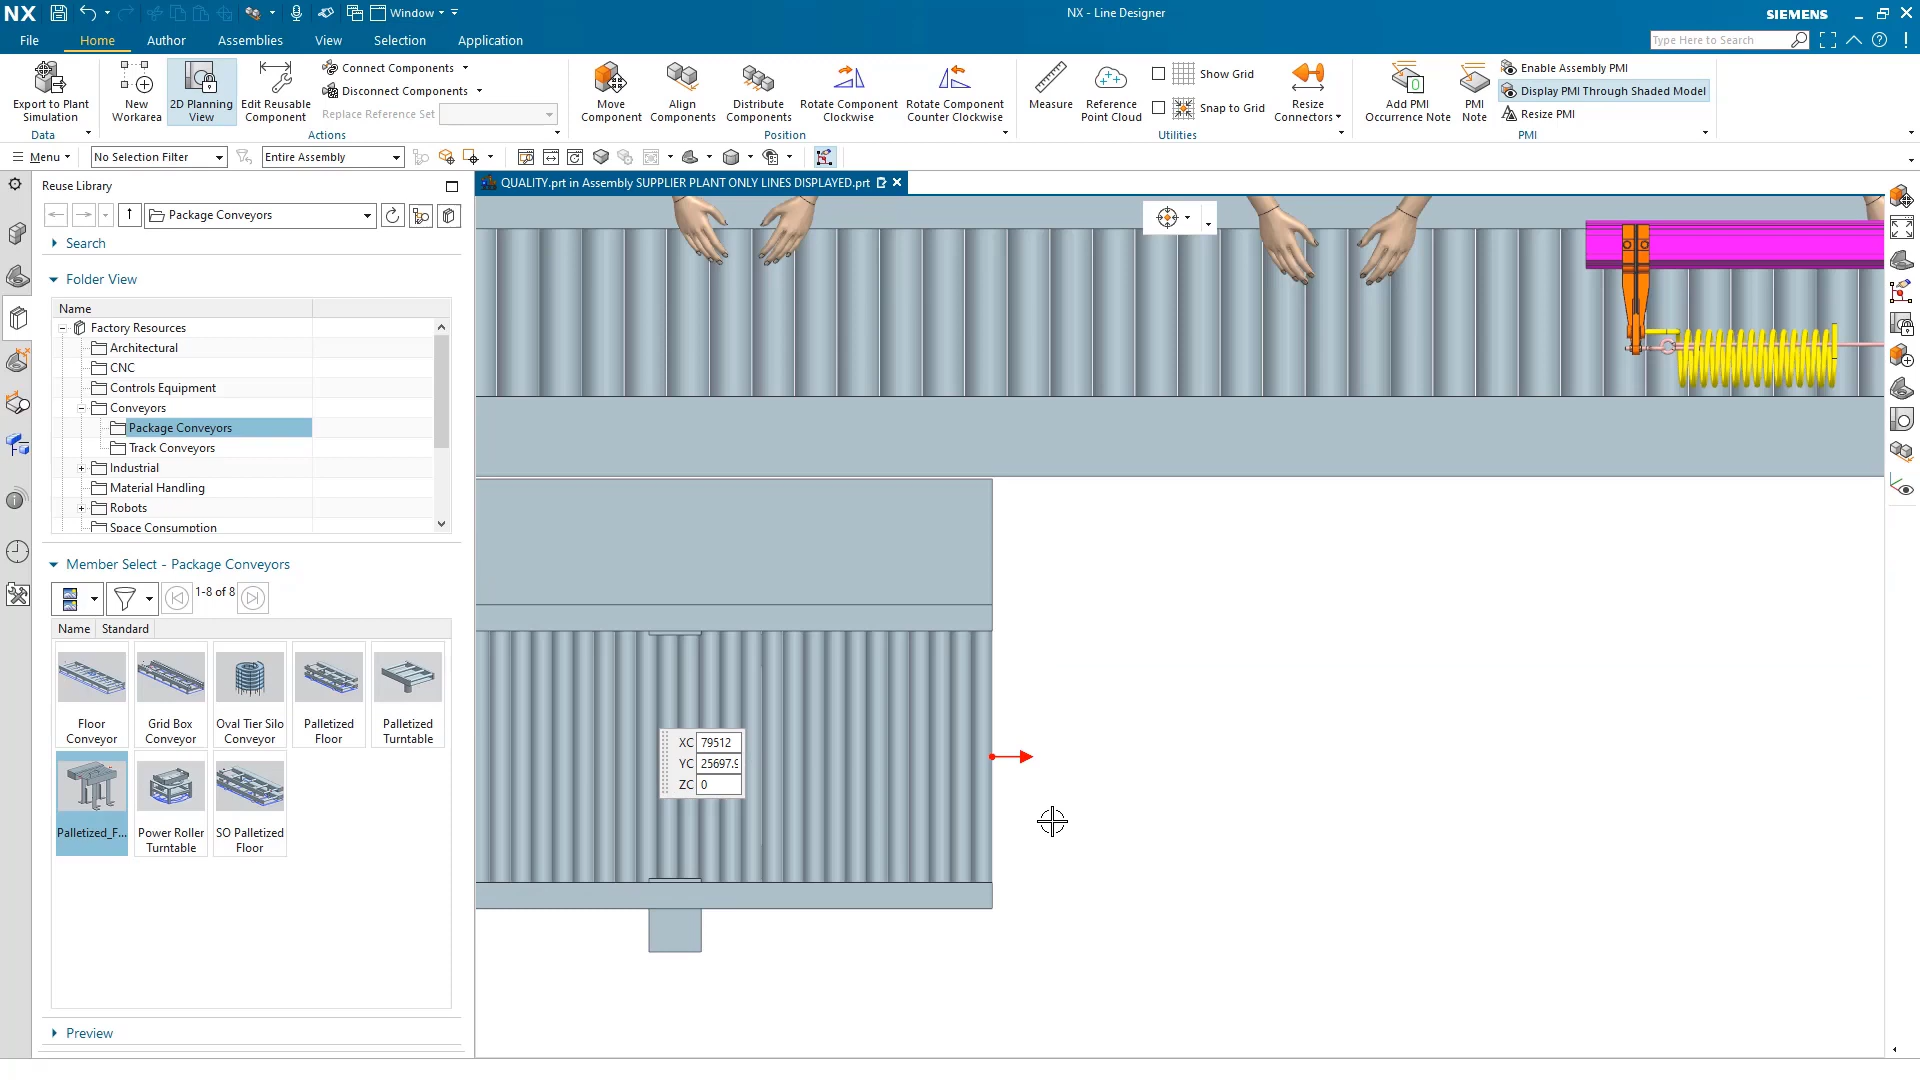 NX
Window
NX - Line Designer
SIEMENS
File
Home
Author
Assemblies
View
Selection
Application
Type Here to Search
Export to Plant Simulation
New Workarea
2D Planning View
Edit Reusable Component
Connect Components
Disconnect Components
Replace Reference Set
Move Component
Align Components
Distribute Components
Rotate Component Clockwise
Rotate Component Counter Clockwise
Measure
Reference Point Cloud
Show Grid
Snap to Grid
Resize Connectors
Add PMI Occurrence Note
PMI Note
Enable Assembly PMI
Display PMI Through Shaded Model
Resize PMI
Data
Actions
Position
Utilities
PMI
Menu
No Selection Filter
Entire Assembly
Reuse Library
QUALITY.prt in Assembly SUPPLIER PLANT ONLY LINES DISPLAYED.prt
Package Conveyors
Search
Folder View
Name
Factory Resources
Architectural
CNC
Controls Equipment
Conveyors
Package Conveyors
Track Conveyors
Industrial
Material Handling
Robots
Space Consumption
Member Select - Package Conveyors
1-8 of 8
Name
Standard
Floor Conveyor
Grid Box Conveyor
Oval Tier Silo Conveyor
Palletized Floor
Palletized Turntable
Palletized_F...
Power Roller Turntable
SO Palletized Floor
Preview
XC 79512
YC 25697.9
ZC 0